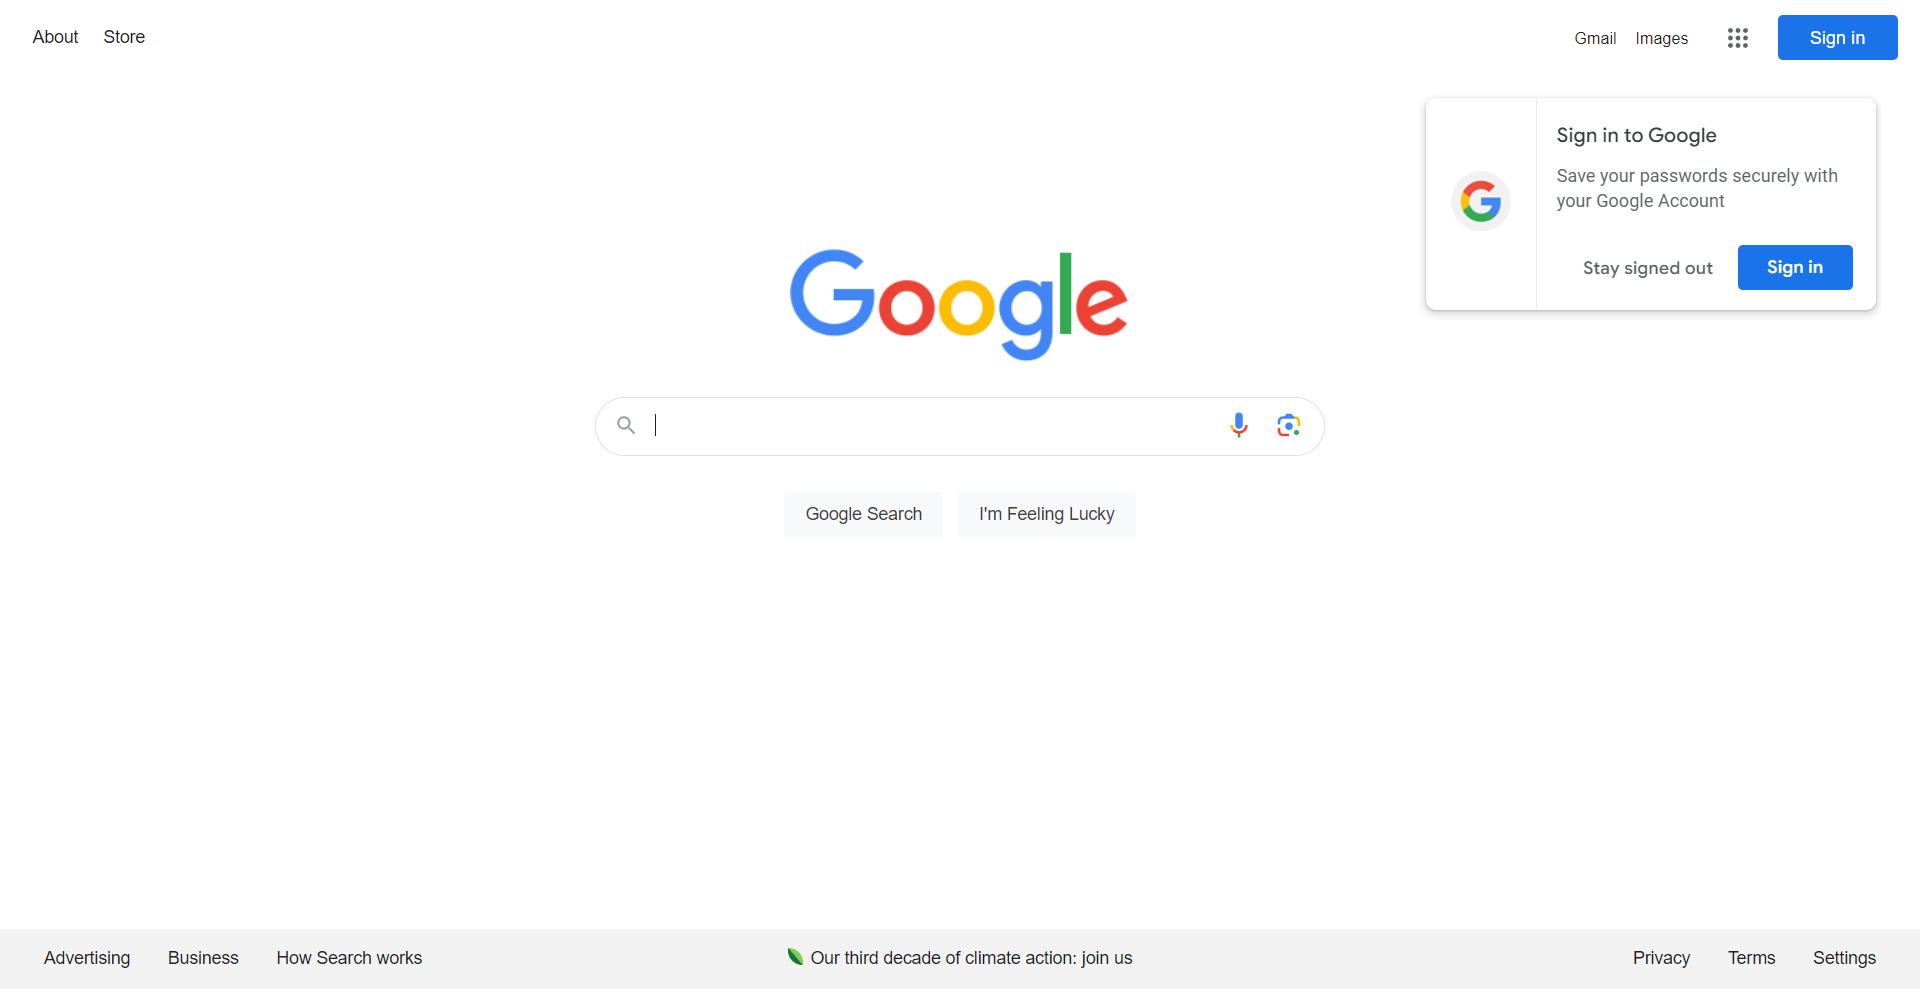 About Store
Gmail Images Sign in
Sign in to Google
Save your passwords securely with
your Google Account
Stay signed out Sign in
Google
Google Search I'm Feeling Lucky
Advertising Business How Search works Our third decade of climate action: join us Privacy Terms Settings